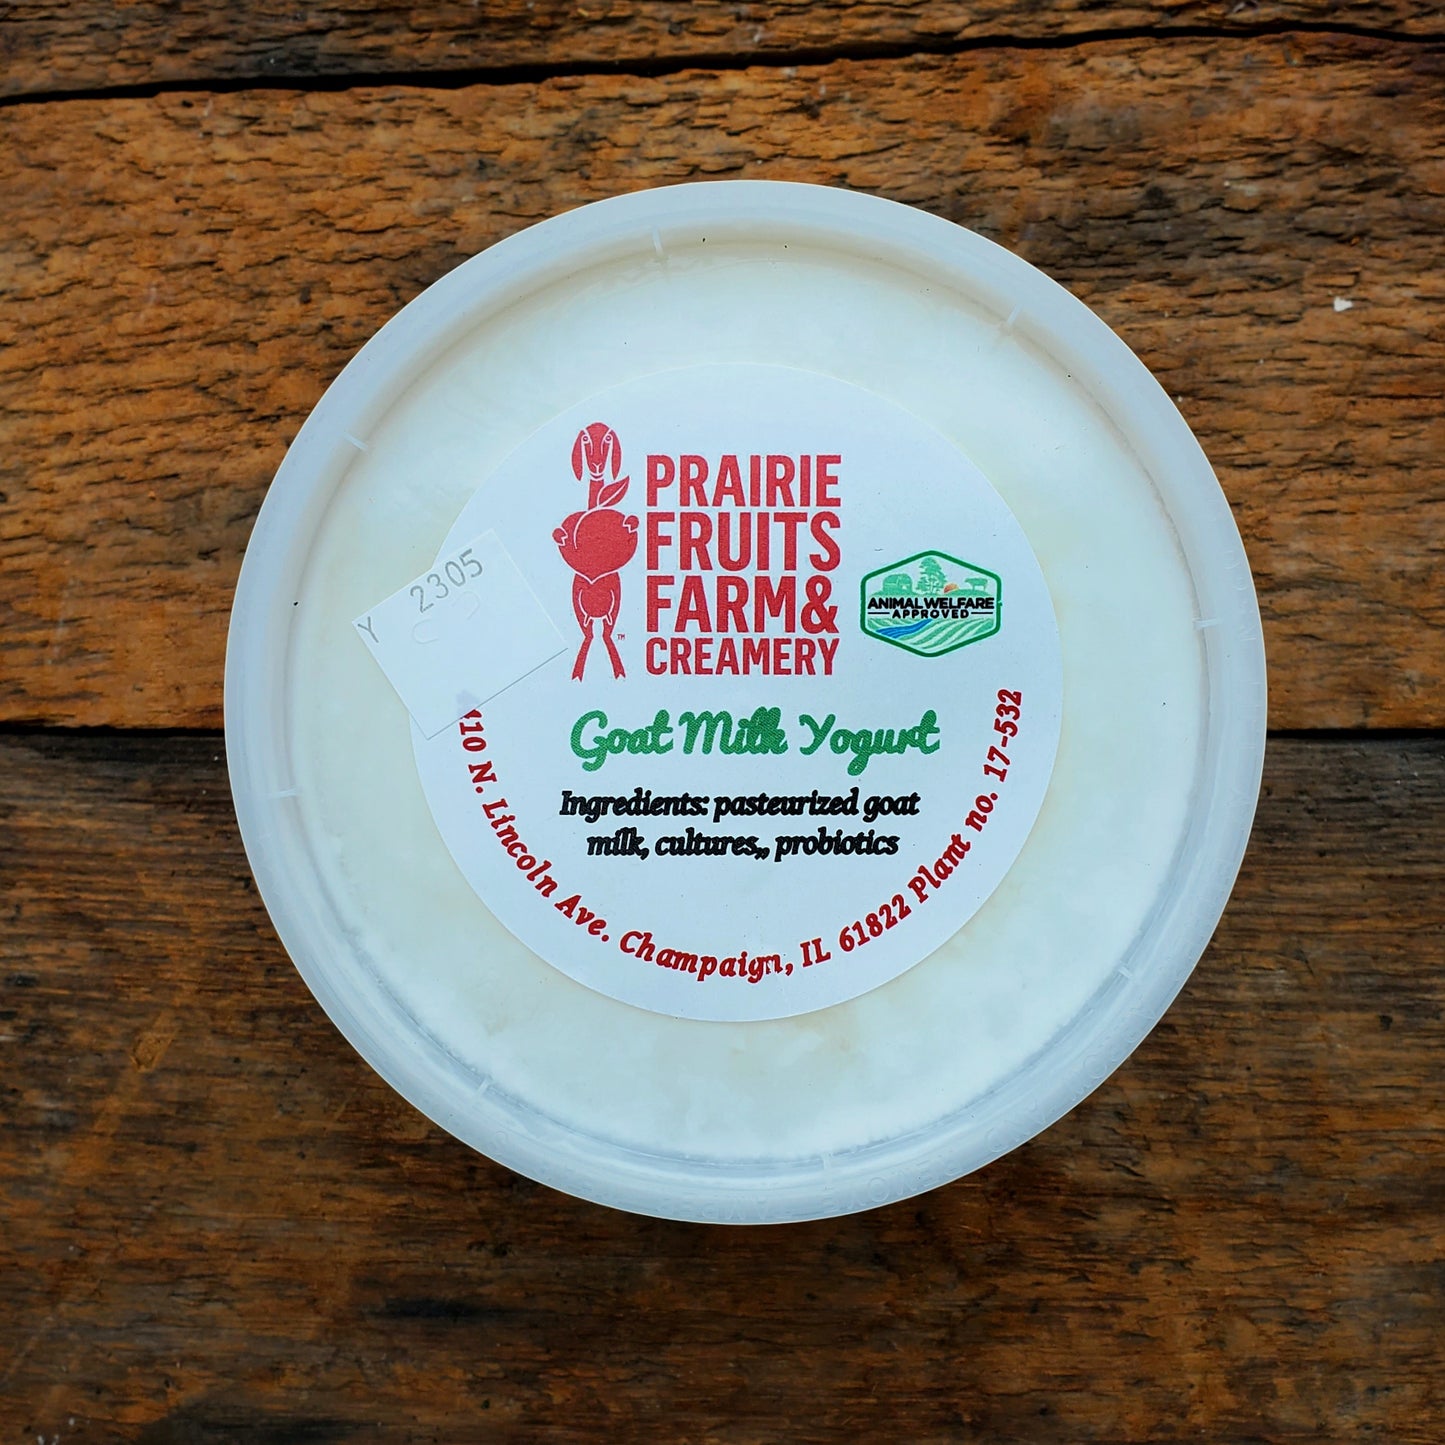 PRAIRIE
FRUITS
FARM&
CREAMERY
™
ANIMAL WELFARE
APPROVED
Y 2305
Goat Milk Yogurt
Ingredients: pasteurized goat
milk, cultures,, probiotics
N. Lincoln Ave. Champaign, IL 61822 Plant no. 17-532